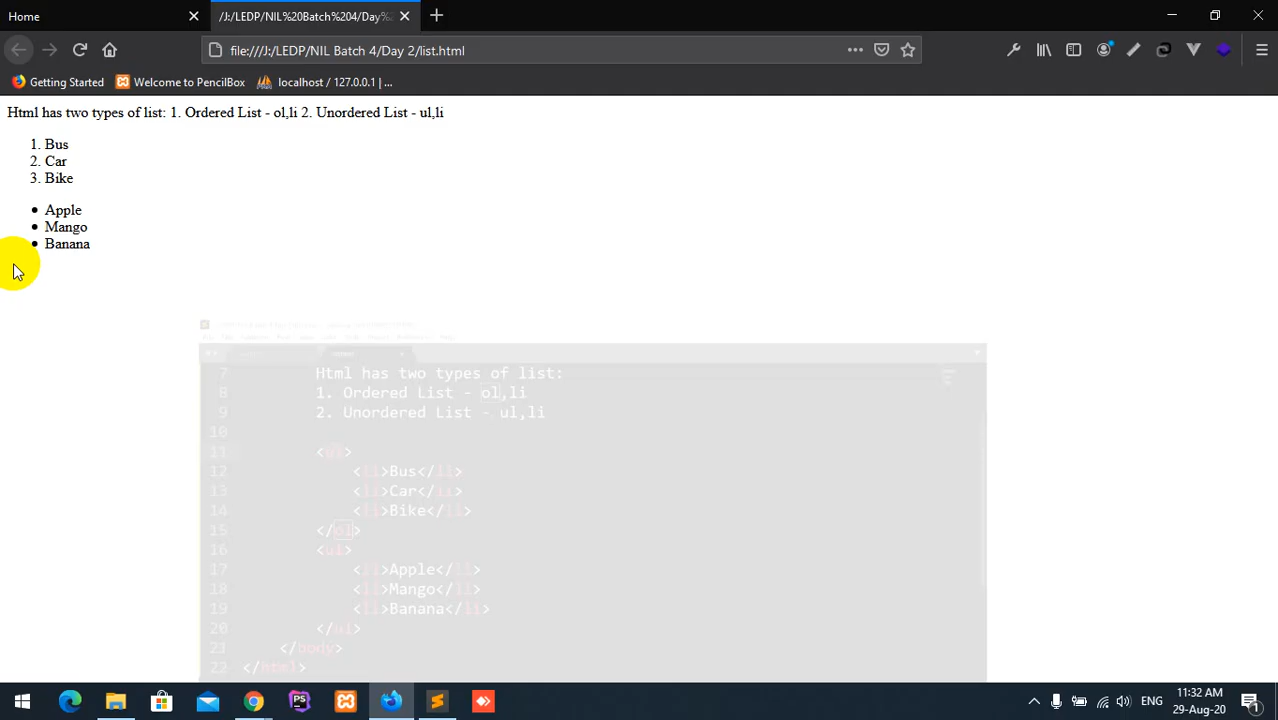 Home
/J:/LEDP/NIL%20Batch%204/Day%
file:///J:/LEDP/NIL Batch 4/Day 2/list.html
Getting Started
Welcome to PencilBox
localhost / 127.0.0.1 | ...
Html has two types of list: 1. Ordered List - ol,li 2. Unordered List - ul,li
1. Bus
2. Car
3. Bike
Apple
Mango
Banana
7 Html has two types of list:
8 1. Ordered List - ol,li
9 2. Unordered List - ul,li
10
11 <ul>
12 <li>Bus</li>
13 <li>Car</li>
14 <li>Bike</li>
15 </ol>
16 <ul>
17 <li>Apple</li>
18 <li>Mango</li>
19 <li>Banana</li>
20 </ul>
21 </body>
22 </html>
ENG
11:32 AM
29-Aug-20
1